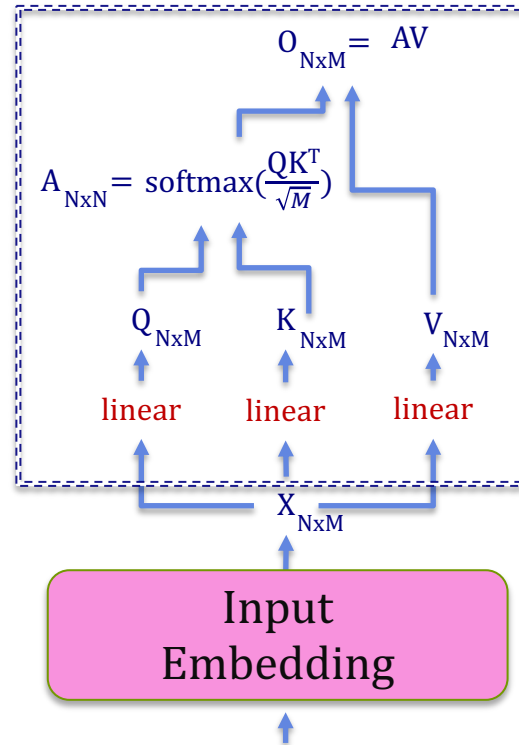 O_NxM = AV
A_NxN = softmax(QK^T/√M)
Q_NxM K_NxM V_NxM
linear linear linear
X_NxM
Input
Embedding